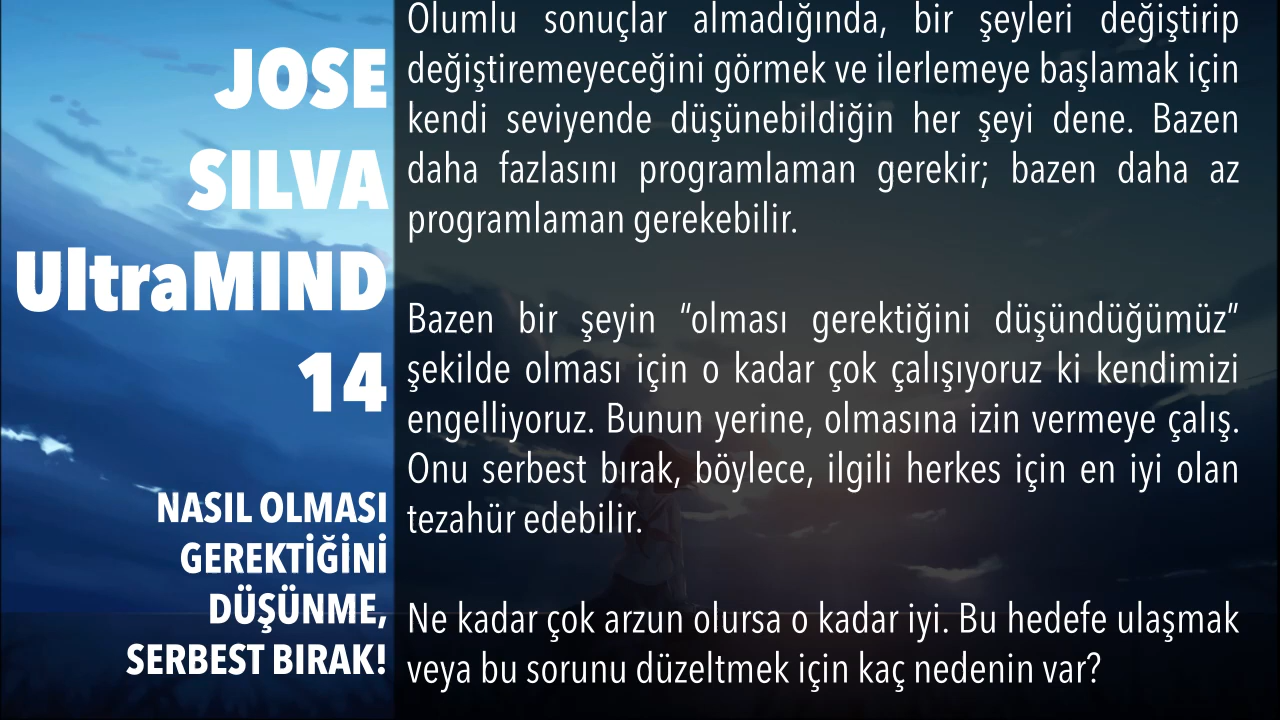 JOSE
SILVA
UltraMIND
14
NASIL OLMASI
GEREKTİĞİNİ
DÜŞÜNME,
SERBEST BIRAK!
Olumlu sonuçlar almadığında, bir şeyleri değiştirip
değiştiremeyeceğini görmek ve ilerlemeye başlamak için
kendi seviyende düşünebildiğin her şeyi dene. Bazen
daha fazlasını programlaman gerekir; bazen daha az
programlaman gerekebilir.
Bazen bir şeyin “olması gerektiğini düşündüğümüz”
şekilde olması için o kadar çok çalışıyoruz ki kendimizi
engelliyoruz. Bunun yerine, olmasına izin vermeye çalış.
Onu serbest bırak, böylece, ilgili herkes için en iyi olan
tezahür edebilir.
Ne kadar çok arzun olursa o kadar iyi. Bu hedefe ulaşmak
veya bu sorunu düzeltmek için kaç nedenin var?